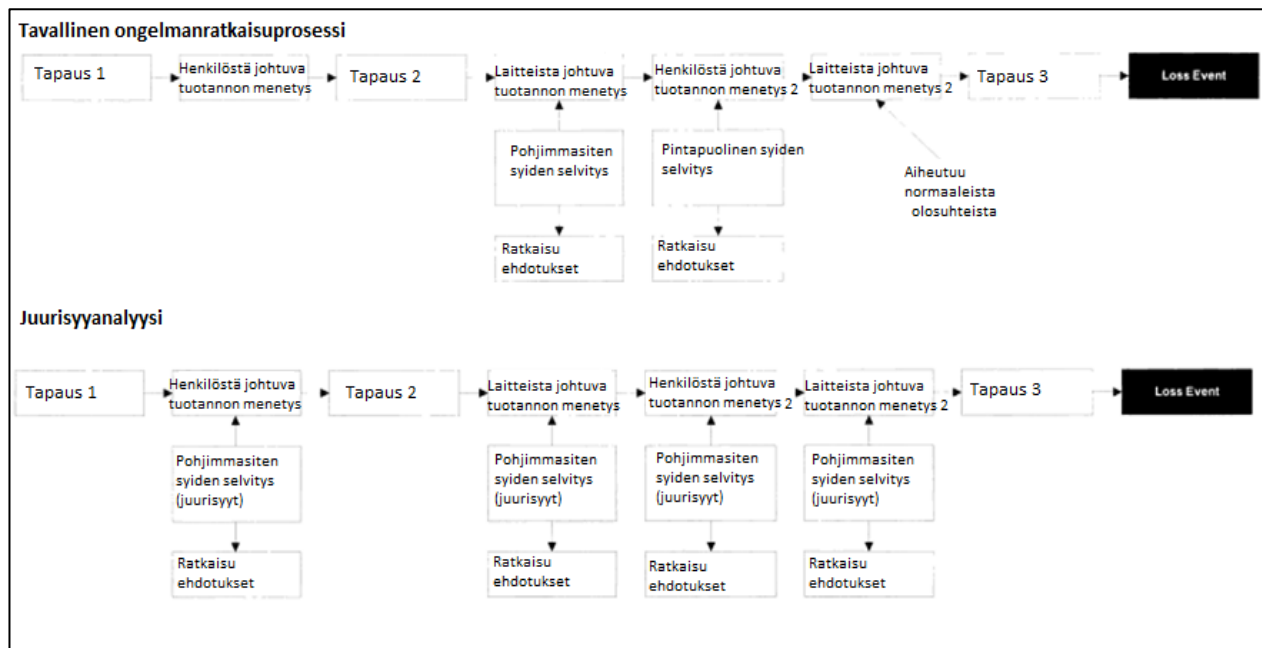 Tavallinen ongelmanratkaisuprosessi
Tapaus 1
Henkilöstä johtuva
tuotannon menetys
Tapaus 2
Laitteista johtuva
tuotannon menetys
Henkilöstä johtuva
tuotannon menetys 2
Laitteista johtuva
tuotannon menetys 2
Tapaus 3
Loss Event
Pohjimmasiten
syiden selvitys
Pintapuolinen syiden
selvitys
Aiheutuu
normaaleista
olosuhteista
Ratkaisu
ehdotukset
Ratkaisu
ehdotukset
Juurisyyanalyysi
Tapaus 1
Henkilöstä johtuva
tuotannon menetys
Tapaus 2
Laitteista johtuva
tuotannon menetys
Henkilöstä johtuva
tuotannon menetys 2
Laitteista johtuva
tuotannon menetys 2
Tapaus 3
Loss Event
Pohjimmasiten
syiden selvitys
(juurisyyt)
Pohjimmasiten
syiden selvitys
(juurisyyt)
Pohjimmasiten
syiden selvitys
(juurisyyt)
Pohjimmasiten
syiden selvitys
(juurisyyt)
Ratkaisu
ehdotukset
Ratkaisu
ehdotukset
Ratkaisu
ehdotukset
Ratkaisu
ehdotukset